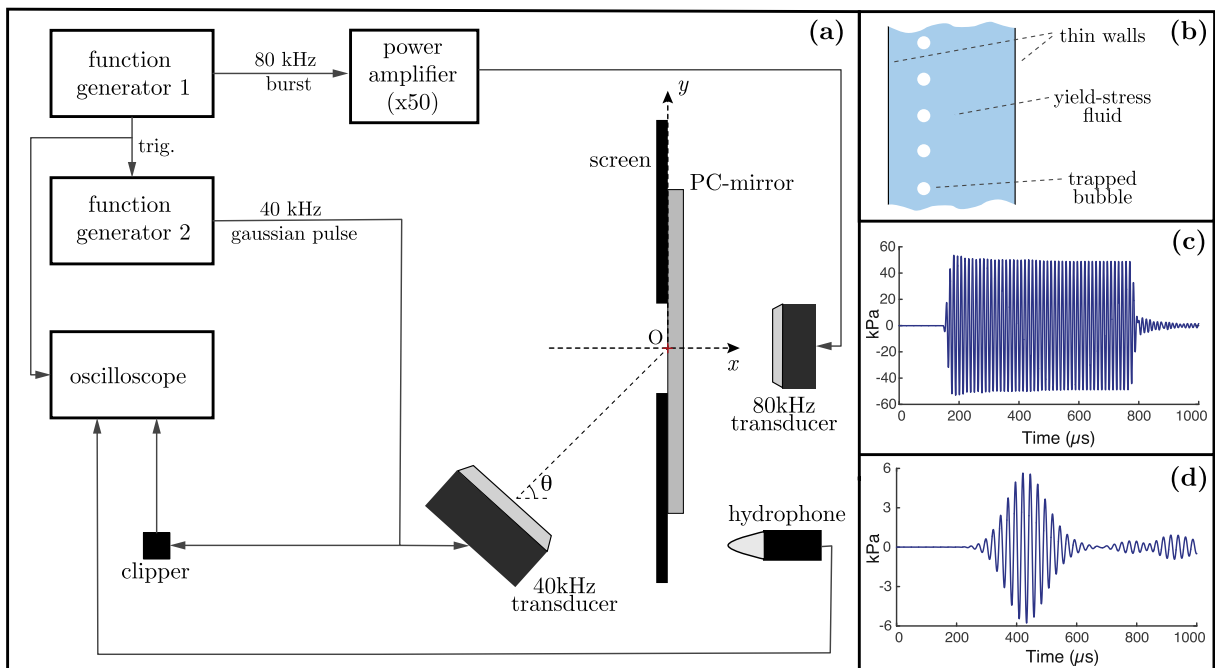 (a)
function
generator 1
80 kHz
burst
power
amplifier
(x50)
trig.
function
generator 2
40 kHz
gaussian pulse
oscilloscope
clipper
screen
y
PC-mirror
O
x
80kHz
transducer
θ
40kHz
transducer
hydrophone
(b)
thin walls
yield-stress
fluid
trapped
bubble
(c)
60
40
20
0
-20
-40
-60
kPa
0 200 400 600 800 1000
Time (μs)
(d)
6
3
0
-3
-6
kPa
0 200 400 600 800 1000
Time (μs)